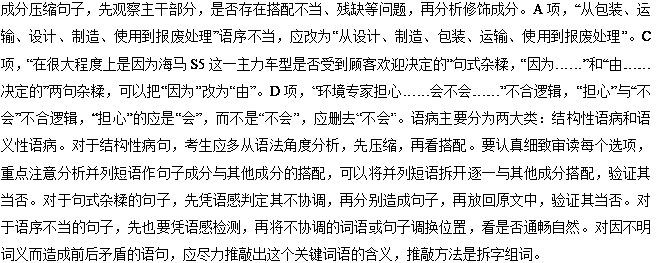 成分压缩句子，先观察主干部分，是否存在搭配不当、残缺等问题，再分析修饰成分。A 项，“从包装、运
输、设计、制造、使用到报废处理”语序不当，应改为“从设计、制造、包装、运输、使用到报废处理”。C
项，“在很大程度上是因为海马 S5 这一主力车型是否受到顾客欢迎决定的”句式杂糅，“因为……”和“由……
决定的”两句杂糅，可以把“因为”改为“由”。D 项，“环境专家担心……会不会……”不合逻辑，“担心”与“不
会”不合逻辑，“担心”的应是“会”，而不是“不会”，应删去“不会”。语病主要分为两大类：结构性语病和语
义性语病。对于结构性病句，考生应多从语法角度分析，先压缩，再看搭配。要认真细致审读每个选项，
重点注意分析并列短语作句子成分与其他成分的搭配，可以将并列短语拆开逐一与其他成分搭配，验证其
当否。对于句式杂糅的句子，先凭语感判定其不协调，再分别造成句子，再放回原文中，验证其当否。对
于语序不当的句子，先也要凭语感检测，再将不协调的词语或句子调换位置，看是否通畅自然。对因不明
词义而造成前后矛盾的语句，应尽力推敲出这个关键词语的含义，推敲方法是拆字组词。